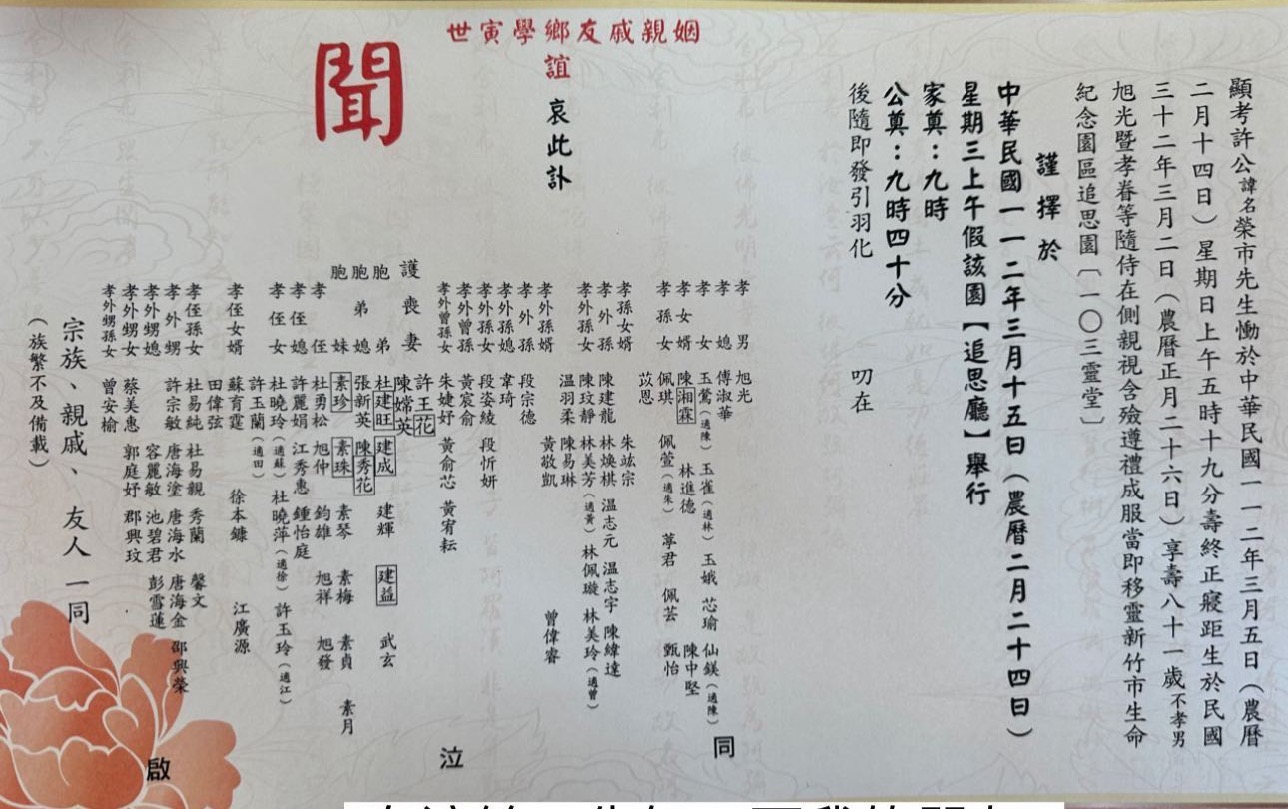 顯考許公諱名榮市先生慟於中華民國一一二年三月五日(農曆
二月十四日)星期日上午五時十九分壽終正寢距生於民國
三十二年三月二日(農曆正月二十六日)享壽八十一歲不孝男
旭光暨孝眷等隨侍在側親視含殮遵禮成服當即移靈新竹市生命
紀念園區追思園〔一〇三靈堂〕
謹擇於
中華民國一一二年三月十五日(農曆二月二十四日)
星期三上午假該園【追思廳】舉行
家奠:九時
公奠:九時四十分
後隨即發引羽化 叨在
姻親戚友鄉學寅世
誼 哀此訃
聞
孝男 旭光
孝媳 傅淑華
孝女 玉鶯(適陳) 玉雀(適林) 玉娥 芯瑜 仙鎂(適陳)
孝女婿 陳湘霖 林進德 陳中堅
孝孫女 佩琪 佩萱(適朱) 葶君 佩芸 甄怡
苡恩
孝孫女婿 朱竑宗
孝外孫 陳建龍 林煥棋 温志元 温志宇 陳緯達
孝外孫女 陳玟靜 林美芳(適黃) 林佩璇 林美玲(適曾)
温羽柔 陳易琳
孝外孫婿 黃敬凱 曾偉睿
孝外孫 段宗德
孝外孫媳 韋琦
孝外孫女 段姿綾 段忻妍
孝外曾孫 黃宸俞
孝外曾孫女 朱婕妤 黃俞芯 黃宥耘
許王花
護喪妻 陳嫦英
胞弟 杜建旺 建成 建輝 建益 武玄
胞弟媳 張新英 陳秀花
胞妹 素珍 素珠 素琴 素梅 素貞 素月
孝侄 杜勇松 旭仲 鈞雄 旭祥 旭發
孝侄媳 許麗娟 江秀惠 鍾怡庭
孝侄女 杜曉玲(適蘇) 杜曉萍(適徐) 許玉玲(適江)
許玉蘭(適田)
孝侄女婿 蘇育霆 徐本鐮 江廣源
田偉弦
孝侄孫女 杜易純 杜易親 秀蘭 馨文
孝外甥 許宗敏 唐海塗 唐海水 唐海金 邵興榮
孝外甥媳 容麗敏 池碧君 彭雪蓮
孝外甥女 蔡美惠 郭庭妤 郡興玟
孝外甥孫女 曾安榆
同
泣
啟
宗族、親戚、友人一同
(族繁不及備載)